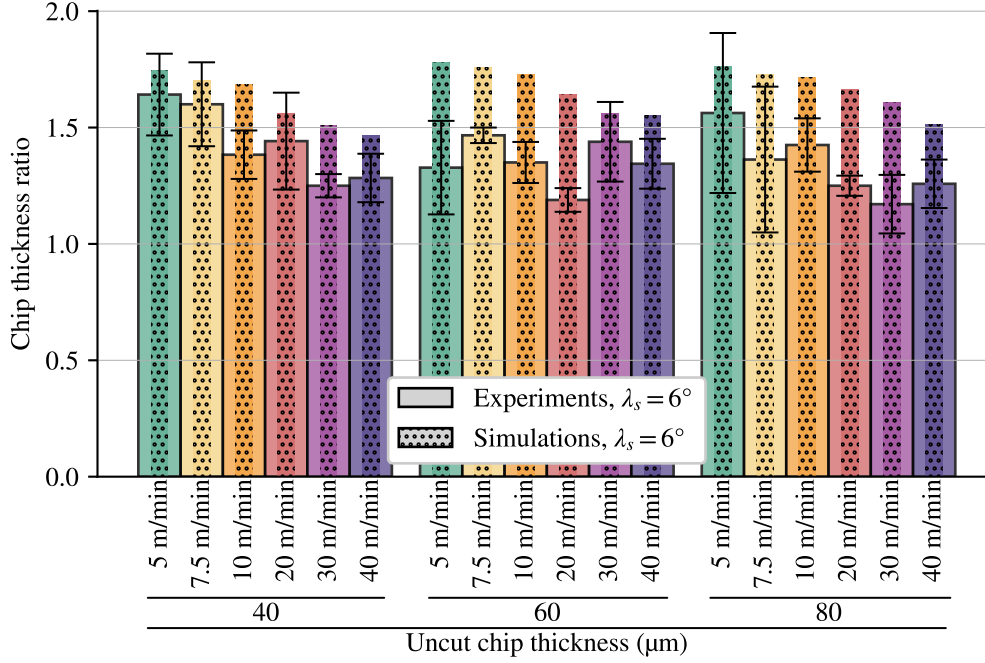 2.0
1.5
1.0
0.5
0.0
Chip thickness ratio
Experiments, λₛ = 6°
Simulations, λₛ = 6°
5 m/min
7.5 m/min
10 m/min
20 m/min
30 m/min
40 m/min
5 m/min
7.5 m/min
10 m/min
20 m/min
30 m/min
40 m/min
5 m/min
7.5 m/min
10 m/min
20 m/min
30 m/min
40 m/min
40
60
80
Uncut chip thickness (μm)